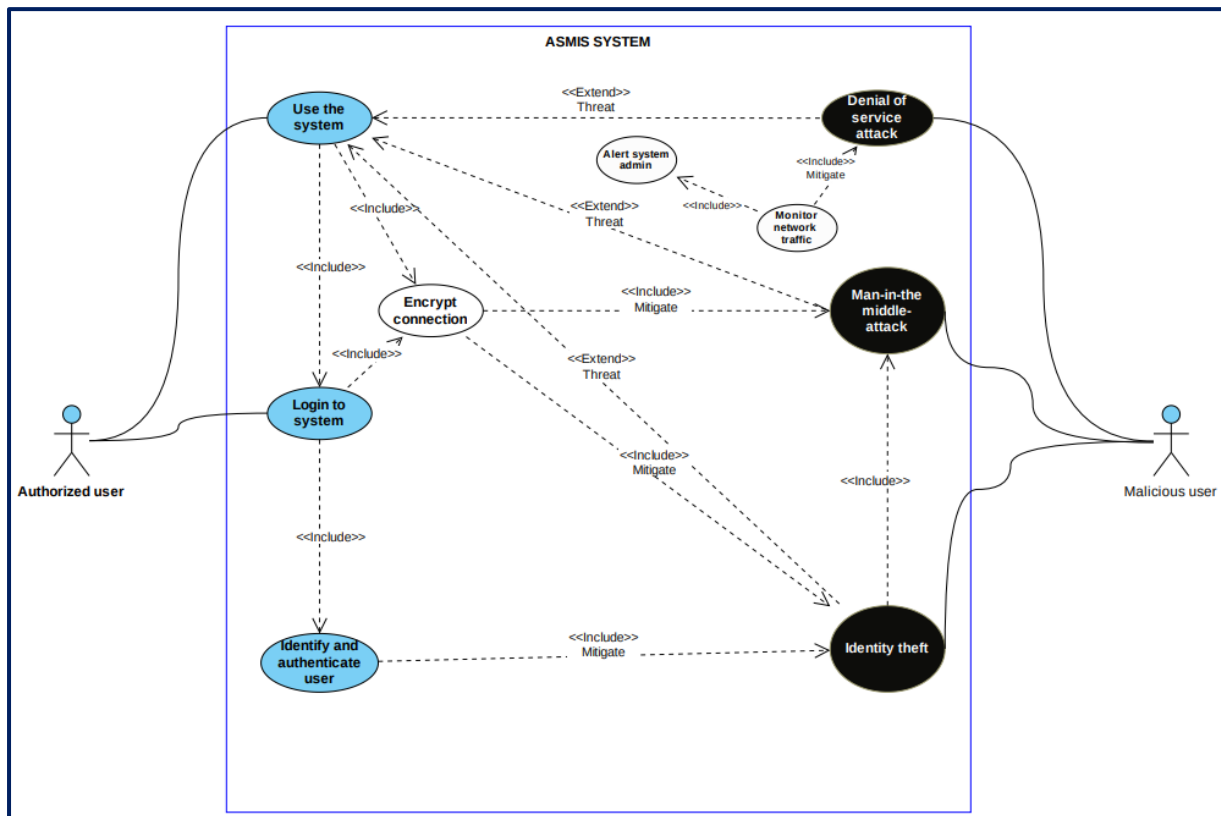 ASMIS SYSTEM
Use the
system
<<Extend>>
Threat
Denial of
service
attack
Alert system
admin
<<Include>>
Mitigate
<<Include>>
<<Include>>
Monitor
network
traffic
<<Extend>>
Threat
<<Include>>
Encrypt
connection
<<Include>>
Mitigate
Man-in-the
middle-
attack
<<Include>>
<<Extend>>
Threat
Login to
system
Authorized user
<<Include>>
Mitigate
<<Include>>
Malicious user
<<Include>>
Identify and
authenticate
user
<<Include>>
Mitigate
Identity theft